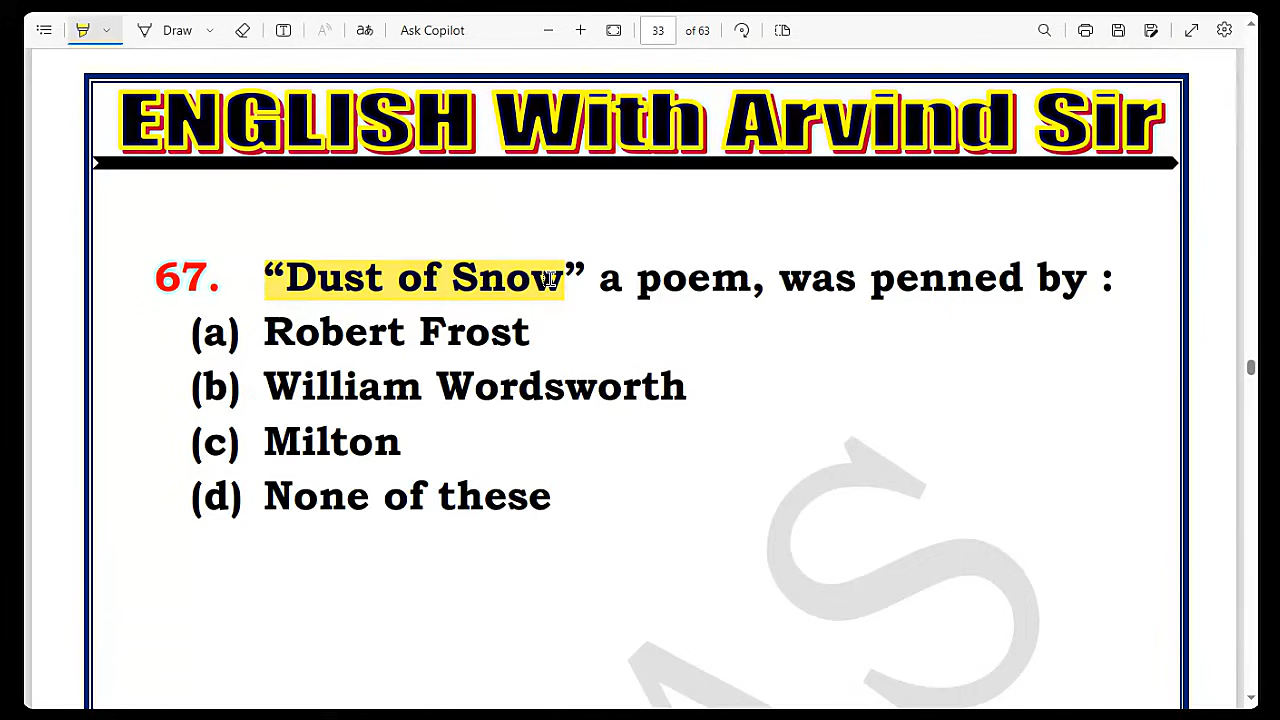 Draw
Ask Copilot
33 of 63
ENGLISH With Arvind Sir
67. “Dust of Snow” a poem, was penned by :
(a) Robert Frost
(b) William Wordsworth
(c) Milton
(d) None of these